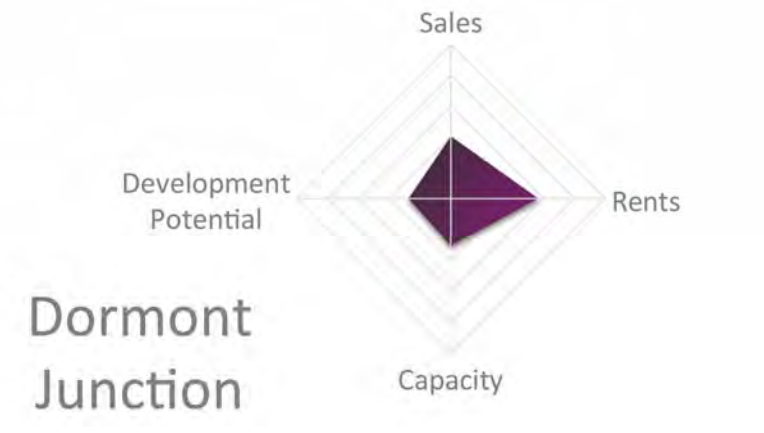 Sales
Development
Potential
Rents
Dormont
Junction
Capacity